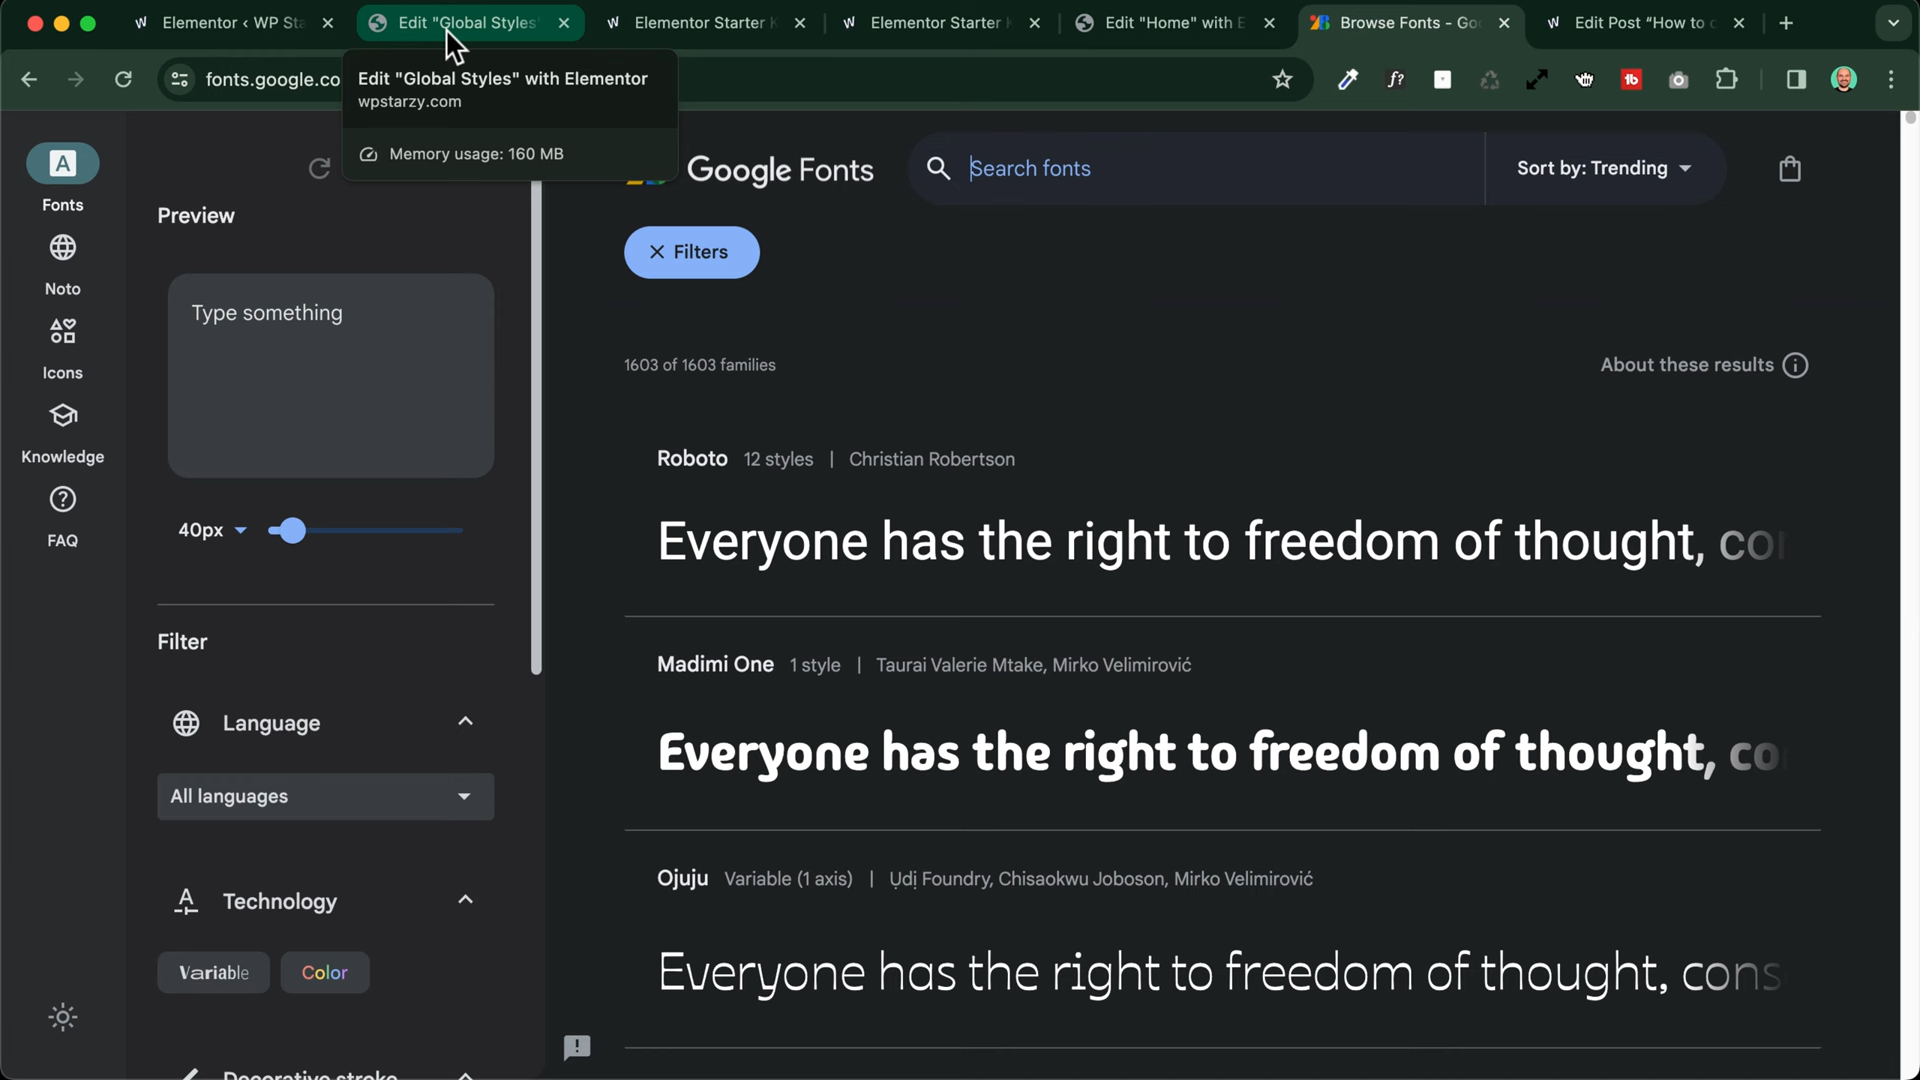 Elementor ‹ WP Sta
Edit "Global Styles"
Elementor Starter K
Elementor Starter K
Edit "Home" with E
Browse Fonts - Goo
Edit Post “How to c
fonts.google.co
Edit "Global Styles" with Elementor
wpstarzy.com
Memory usage: 160 MB
Fonts
Noto
Icons
Knowledge
FAQ
Preview
Type something
40px
Filter
Language
All languages
Technology
Variable
Color
Decorative stroke
Google Fonts
Search fonts
Sort by: Trending
Filters
1603 of 1603 families
About these results
Roboto 12 styles | Christian Robertson
Everyone has the right to freedom of thought, con
Madimi One 1 style | Taurai Valerie Mtake, Mirko Velimirović
Everyone has the right to freedom of thought, co
Ojuju Variable (1 axis) | Ụdị Foundry, Chisaokwu Joboson, Mirko Velimirović
Everyone has the right to freedom of thought, cons